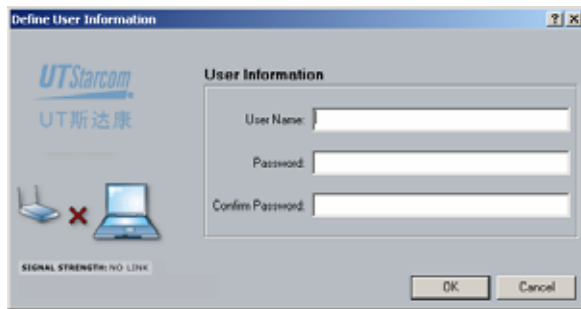 Define User Information
UTStarcom
UT斯达康
User Information
User Name:
Password:
Confirm Password:
SIGNAL STRENGTH: NO LINK
OK
Cancel